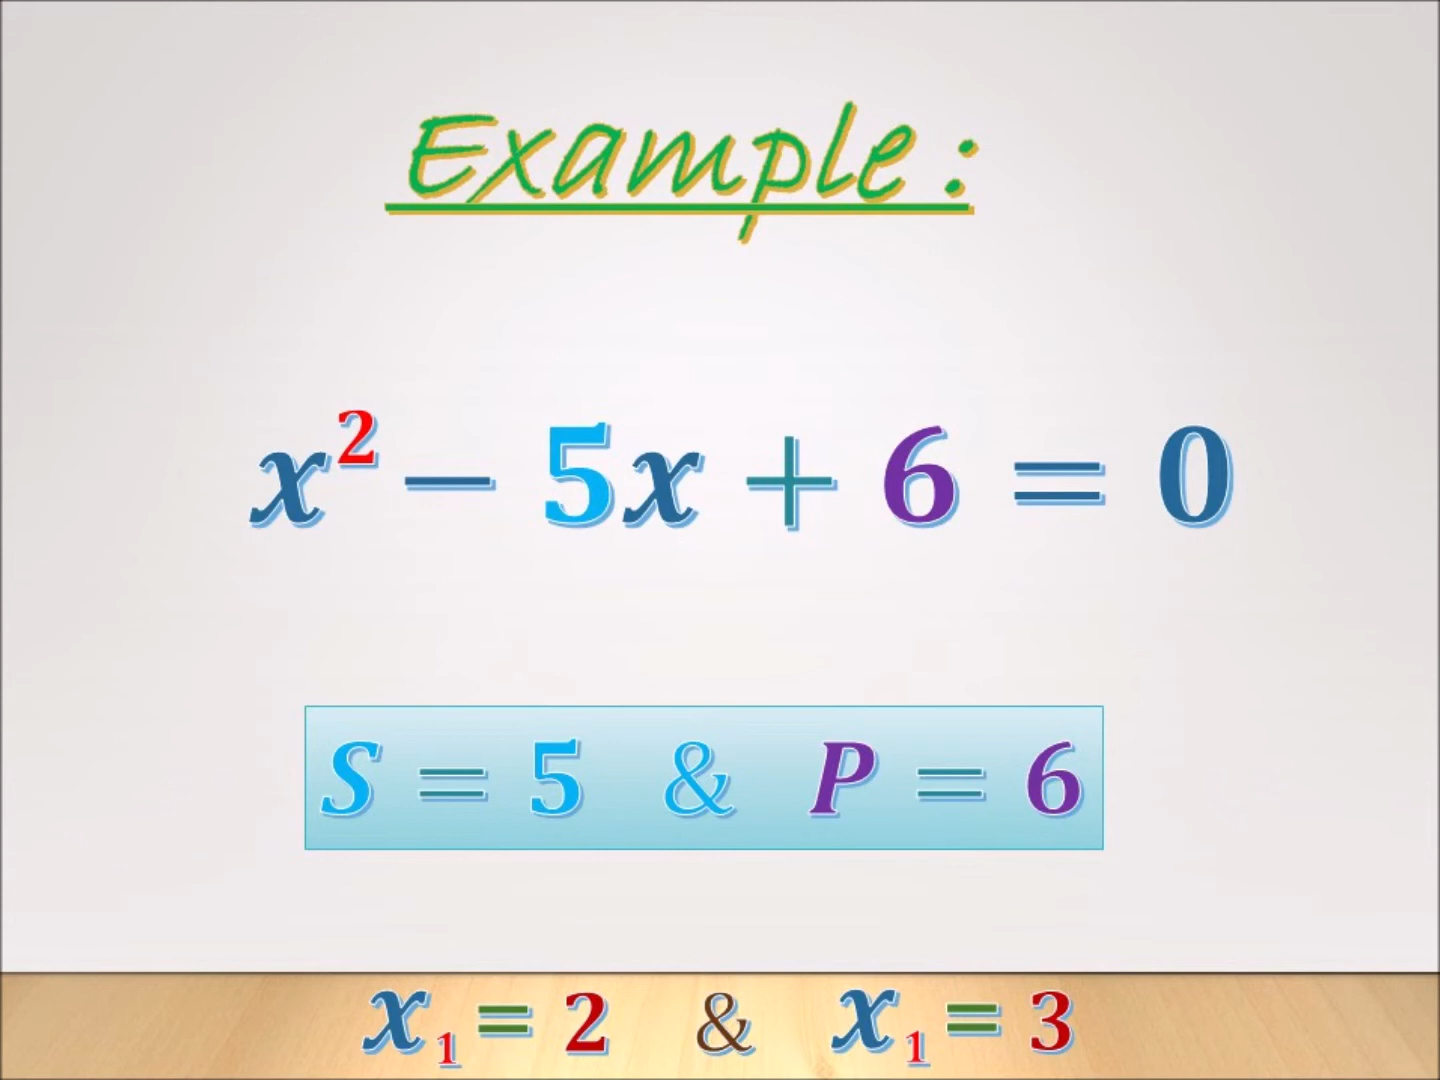 Example :
x² − 5x + 6 = 0
S = 5 & P = 6
x₁ = 2 & x₁ = 3